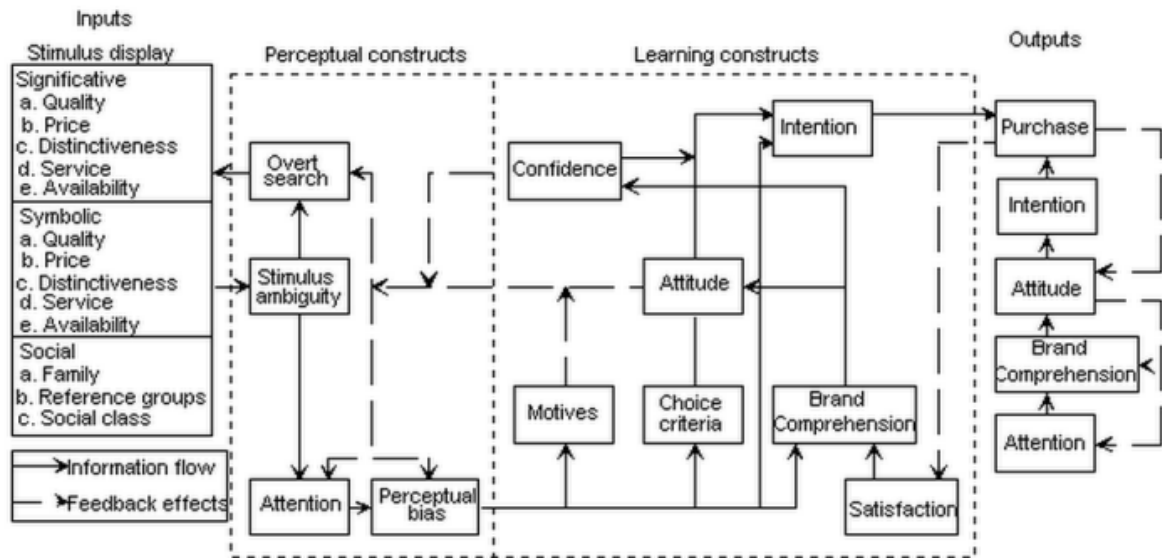 Inputs
Stimulus display
Significative
a. Quality
b. Price
c. Distinctiveness
d. Service
e. Availability
Symbolic
a. Quality
b. Price
c. Distinctiveness
d. Service
e. Availability
Social
a. Family
b. Reference groups
c. Social class
Information flow
Feedback effects
Perceptual constructs
Overt
search
Stimulus
ambiguity
Attention
Perceptual
bias
Learning constructs
Intention
Confidence
Attitude
Motives
Choice
criteria
Brand
Comprehension
Satisfaction
Outputs
Purchase
Intention
Attitude
Brand
Comprehension
Attention